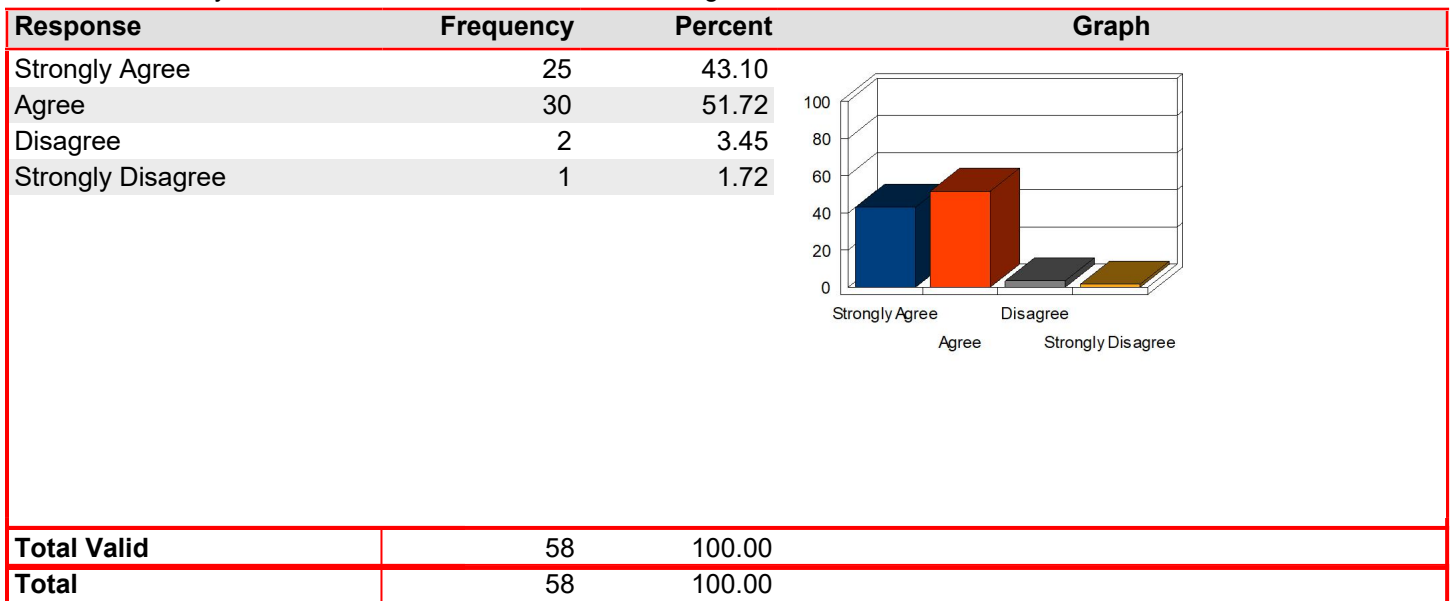 Response Frequency Percent Graph
Strongly Agree 25 43.10
Agree 30 51.72
Disagree 2 3.45
Strongly Disagree 1 1.72
100
80
60
40
20
0
Strongly Agree Disagree
Agree Strongly Disagree
Total Valid 58 100.00
Total 58 100.00